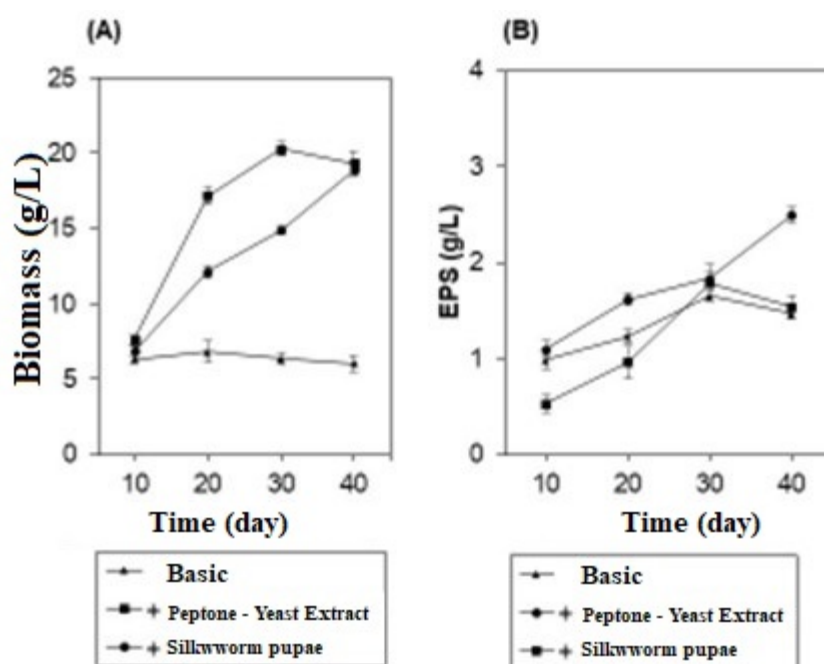 (A)
25
20
15
10
5
0
Biomass (g/L)
10 20 30 40
Time (day)
Basic
+ Peptone - Yeast Extract
+ Silkwworm pupae
(B)
4
3
2
1
0
EPS (g/L)
10 20 30 40
Time (day)
Basic
+ Peptone - Yeast Extract
+ Silkwworm pupae